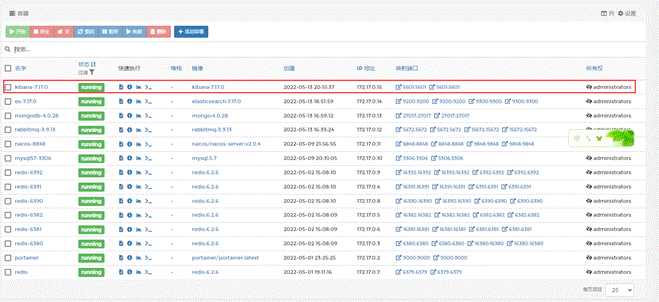 容器
列 设置
开始 停止 杀 重启 暂停 恢复 删除 + 添加容器
搜索...
名字 状态 过滤 快速执行 堆栈 镜像 创建 IP 地址 映射端口 所有权
kibana-7.17.0 running - kibana:7.17.0 2022-05-13 20:51:37 172.17.0.15 5601:5601 5601:5601 administrators
es-7.17.0 running - elasticsearch:7.17.0 2022-05-13 18:51:59 172.17.0.14 9200:9200 9200:9200 9300:9300 9300:9300 administrators
mongodb-4.0.28 running - mongo:4.0.28 2022-05-13 16:59:12 172.17.0.13 27017:27017 27017:27017 administrators
rabbitmq-3.9.13 running - rabbitmq:3.9.13 2022-05-13 16:33:24 172.17.0.12 5672:5672 5672:5672 15672:15672 15672:15672 administrators
nacos-8848 running - nacos/nacos-server:v2.0.4 2022-05-09 21:56:55 172.17.0.11 8848:8848 8848:8848 9848:9848 9848:9848 administrators
mysql57-3306 running - mysql:5.7 2022-05-09 20:31:05 172.17.0.10 3306:3306 3306:3306 administrators
redis-6392 running - redis:6.2.6 2022-05-02 15:08:10 172.17.0.9 16392:16392 16392:16392 6392:6392 6392:6392 administrators
redis-6391 running - redis:6.2.6 2022-05-02 15:08:10 172.17.0.4 16391:16391 16391:16391 6391:6391 6391:6391 administrators
redis-6390 running - redis:6.2.6 2022-05-02 15:08:10 172.17.0.8 16390:16390 16390:16390 6390:6390 6390:6390 administrators
redis-6382 running - redis:6.2.6 2022-05-02 15:08:09 172.17.0.5 16382:16382 16382:16382 6382:6382 6382:6382 administrators
redis-6381 running - redis:6.2.6 2022-05-02 15:08:09 172.17.0.6 16381:16381 16381:16381 6381:6381 6381:6381 administrators
redis-6380 running - redis:6.2.6 2022-05-02 15:08:09 172.17.0.3 6380:6380 6380:6380 16380:16380 16380:16380 administrators
portainer running - portainer/portainer:latest 2022-05-01 23:25:25 172.17.0.2 9000:9000 9000:9000 administrators
redis running - redis:6.2.6 2022-05-01 19:11:16 172.17.0.7 6379:6379 6379:6379 administrators
每页项目 25